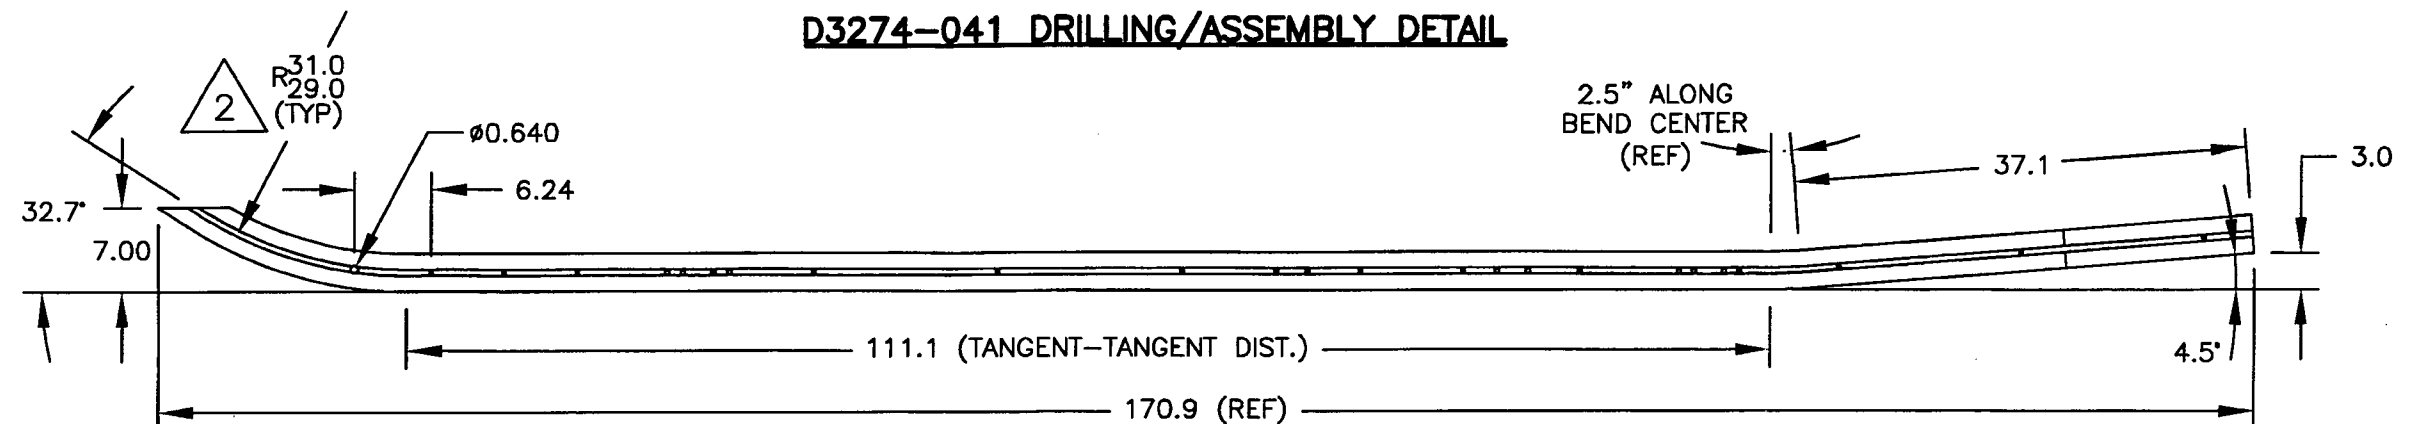 D3274-041 DRILLING/ASSEMBLY DETAIL
2
R31.0
29.0
(TYP)
ø0.640
6.24
2.5" ALONG
BEND CENTER
(REF)
37.1
3.0
32.7°
7.00
111.1 (TANGENT-TANGENT DIST.)
4.5°
170.9 (REF)